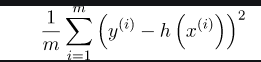 \frac{1}{m} \sum_{i=1}^{m} \left( y^{(i)} - h \left( x^{(i)} \right) \right)^2